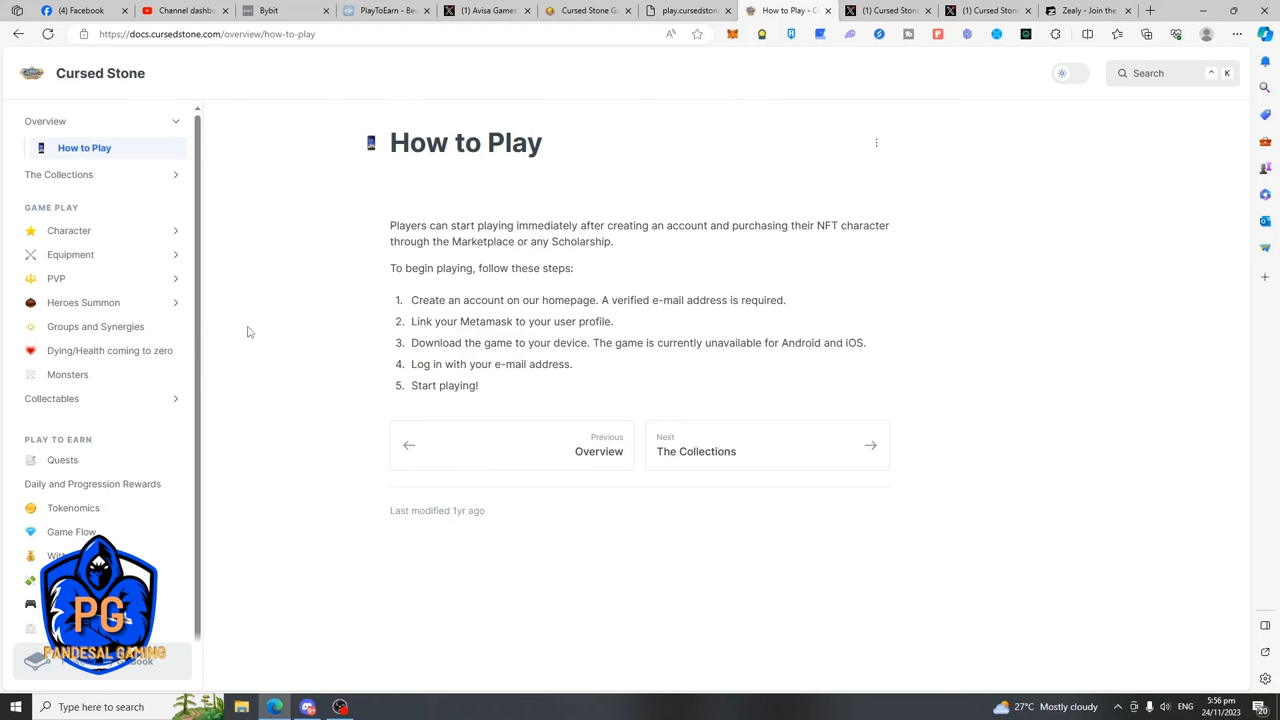 (4) Facebook
Channel dashbo
Bybit
PlayToEarn - Bes
(1) Avisa Games
Cursed Stone G
play.cursedstone
How to Play - C
(1) Cursed Stone
(1) Cursed Stone
Zealy - Join the
https://docs.cursedstone.com/overview/how-to-play
Cursed Stone
Search
^ K
Overview
How to Play
The Collections
GAME PLAY
Character
Equipment
PVP
Heroes Summon
Groups and Synergies
Dying/Health coming to zero
Monsters
Collectables
PLAY TO EARN
Quests
Daily and Progression Rewards
Tokenomics
Game Flow
PG
PANDESAL GAMING
How to Play
Players can start playing immediately after creating an account and purchasing their NFT character
through the Marketplace or any Scholarship.
To begin playing, follow these steps:
1. Create an account on our homepage. A verified e-mail address is required.
2. Link your Metamask to your user profile.
3. Download the game to your device. The game is currently unavailable for Android and iOS.
4. Log in with your e-mail address.
5. Start playing!
Previous
Overview
Next
The Collections
Last modified 1yr ago
Type here to search
27°C Mostly cloudy
ENG
5:56 pm
24/11/2023
20